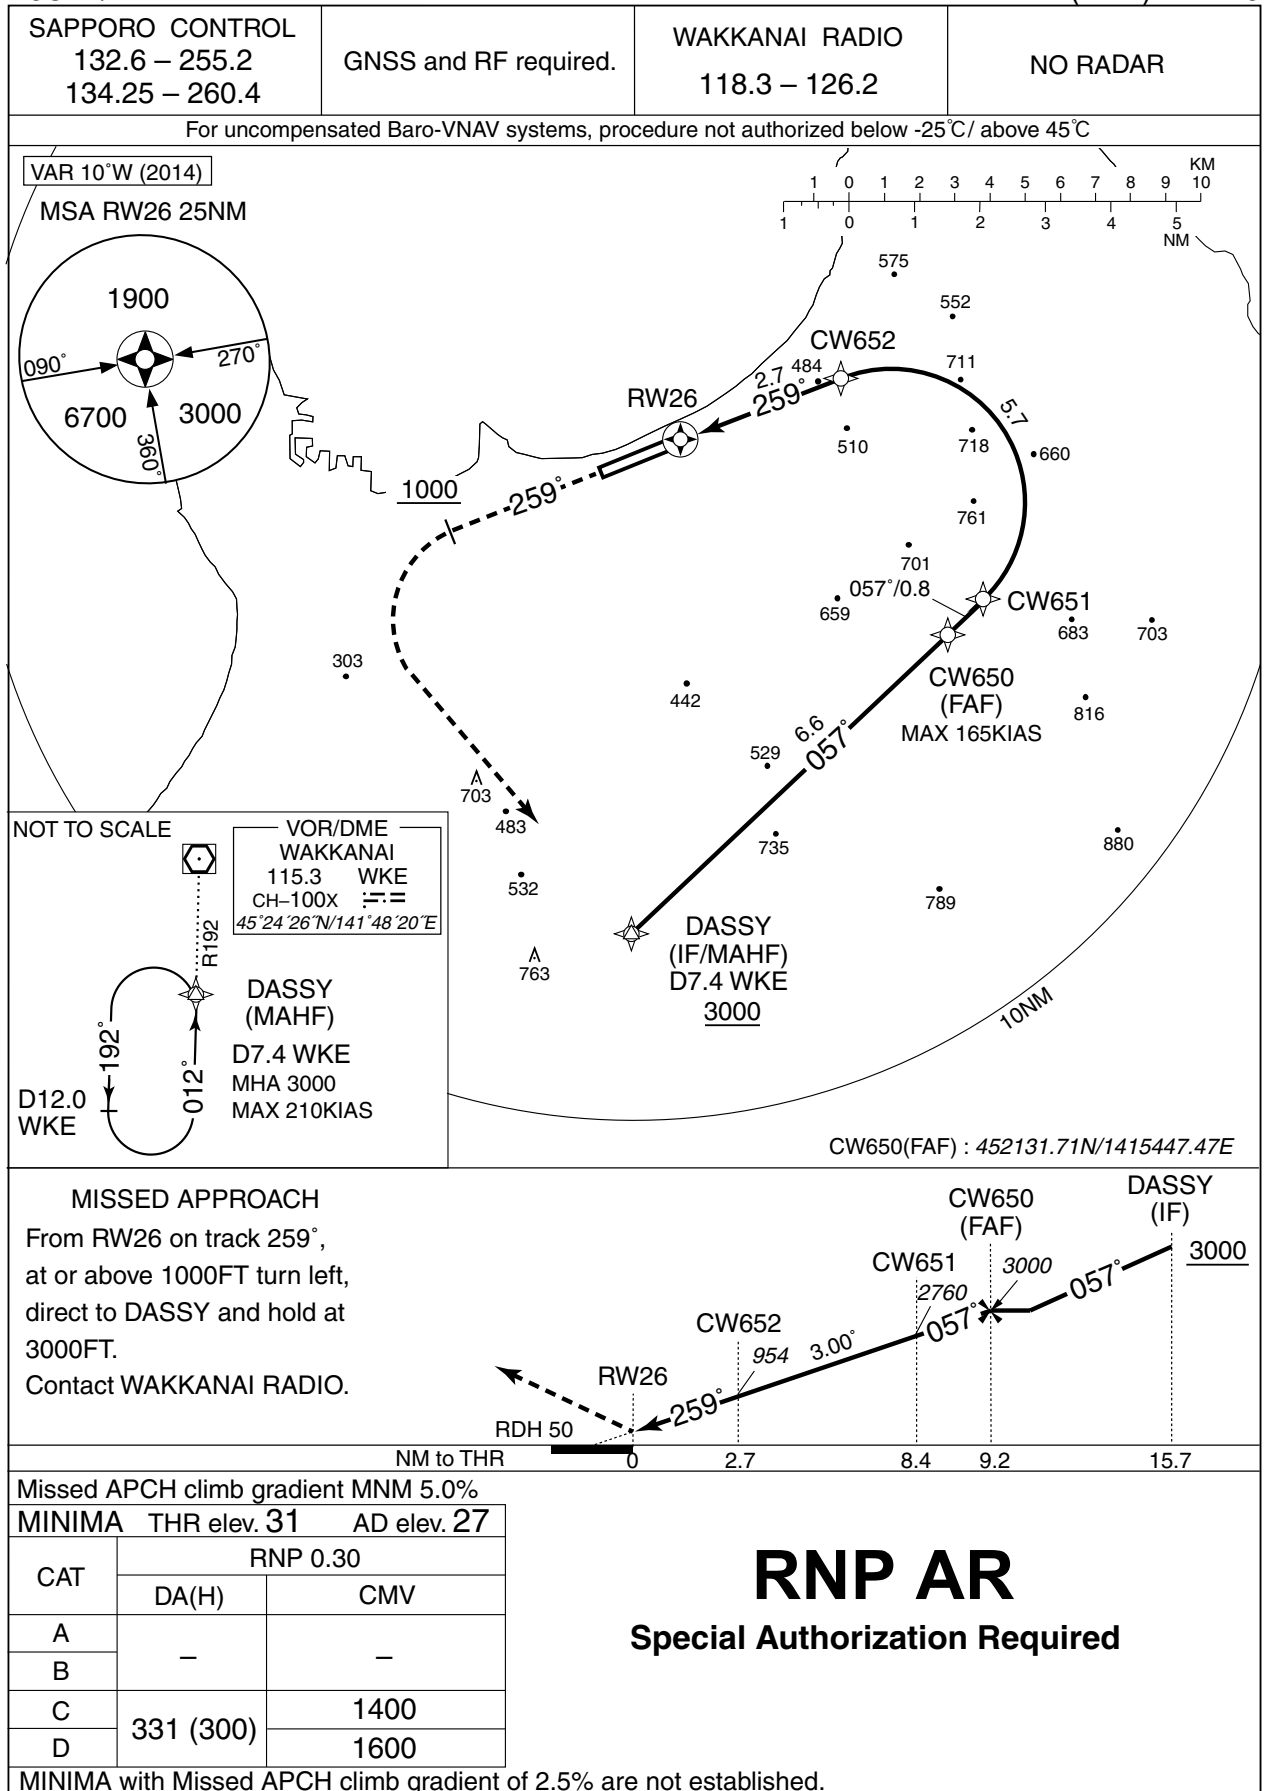 SAPPORO CONTROL
132.6 – 255.2
134.25 – 260.4
GNSS and RF required.
WAKKANAI RADIO
118.3 – 126.2
NO RADAR
For uncompensated Baro-VNAV systems, procedure not authorized below -25℃/ above 45℃
VAR 10°W (2014)
MSA RW26 25NM
1900
090°
270°
6700
3000
360°
KM
1 0 1 2 3 4 5 6 7 8 9 10
1 0 1 2 3 4 5
NM
575
552
CW652
711
484
2.7
259°
RW26
5.7
510
718
660
1000
259°
761
701
057°/0.8
CW651
659
683
703
303
CW650
(FAF)
MAX 165KIAS
442
816
6.6
057°
529
703
483
735
880
532
789
763
DASSY
(IF/MAHF)
D7.4 WKE
3000
10NM
NOT TO SCALE
VOR/DME
WAKKANAI
115.3 WKE
CH–100X
45°24´26˝N/141°48´20˝E
R192
DASSY
(MAHF)
192°
012°
D7.4 WKE
MHA 3000
MAX 210KIAS
D12.0
WKE
CW650(FAF) : 452131.71N/1415447.47E
MISSED APPROACH
From RW26 on track 259°,
at or above 1000FT turn left,
direct to DASSY and hold at
3000FT.
Contact WAKKANAI RADIO.
DASSY
(IF)
3000
CW650
(FAF)
3000
057°
CW651
2760
057°
CW652
954
3.00°
RW26
259°
RDH 50
NM to THR
0 2.7 8.4 9.2 15.7
Missed APCH climb gradient MNM 5.0%
MINIMA THR elev. 31 AD elev. 27
CAT
RNP 0.30
DA(H) CMV
A
B
– –
C
D
331 (300)
1400
1600
RNP AR
Special Authorization Required
MINIMA with Missed APCH climb gradient of 2.5% are not established.